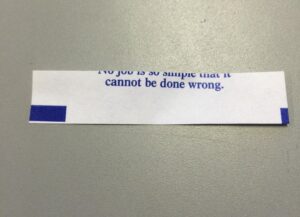 No job is so simple that it
cannot be done wrong.